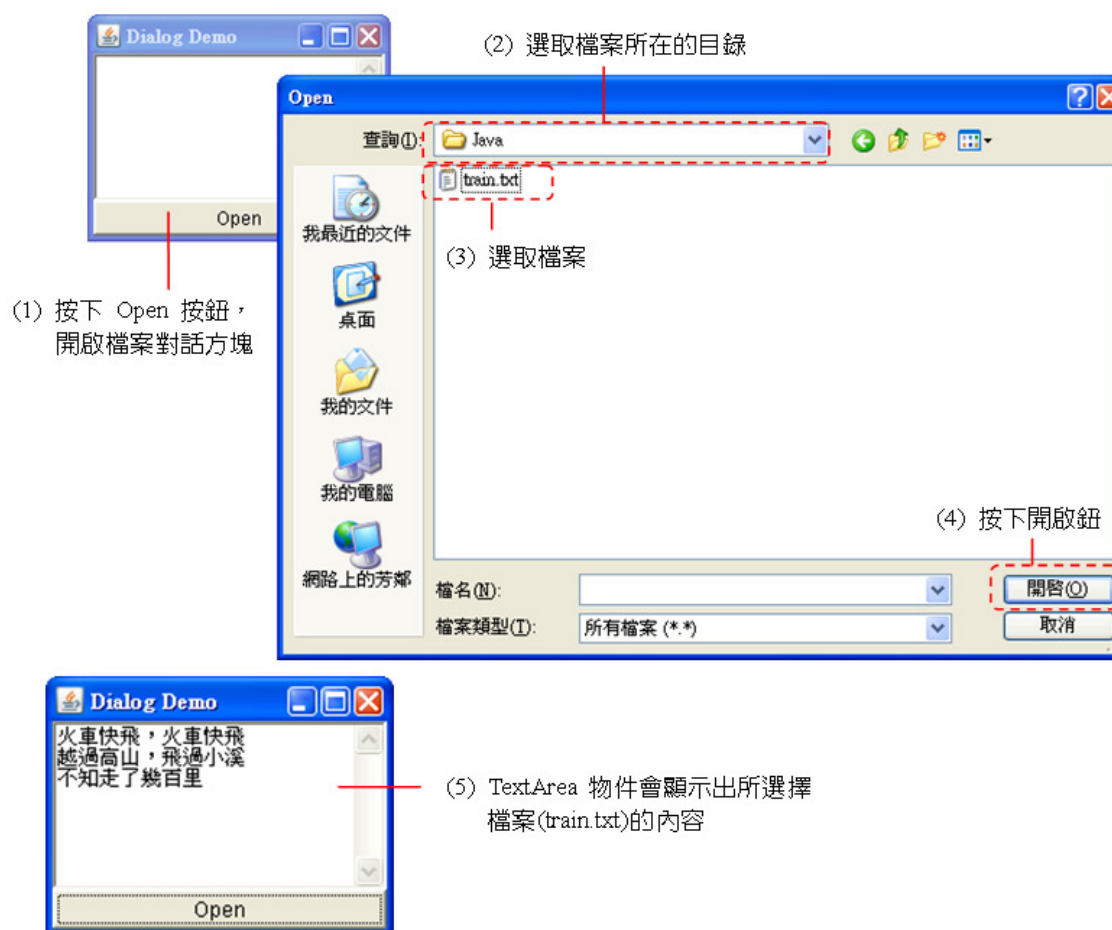 Dialog Demo
Open
(1) 按下 Open 按鈕，
開啟檔案對話方塊
(2) 選取檔案所在的目錄
Open
查詢(I):
Java
train.txt
(3) 選取檔案
我最近的文件
桌面
我的文件
我的電腦
網路上的芳鄰
(4) 按下開啟鈕
檔名(N):
開啓(O)
檔案類型(T):
所有檔案 (*.*)
取消
Dialog Demo
火車快飛，火車快飛
越過高山，飛過小溪
不知走了幾百里
Open
(5) TextArea 物件會顯示出所選擇
檔案(train.txt)的內容